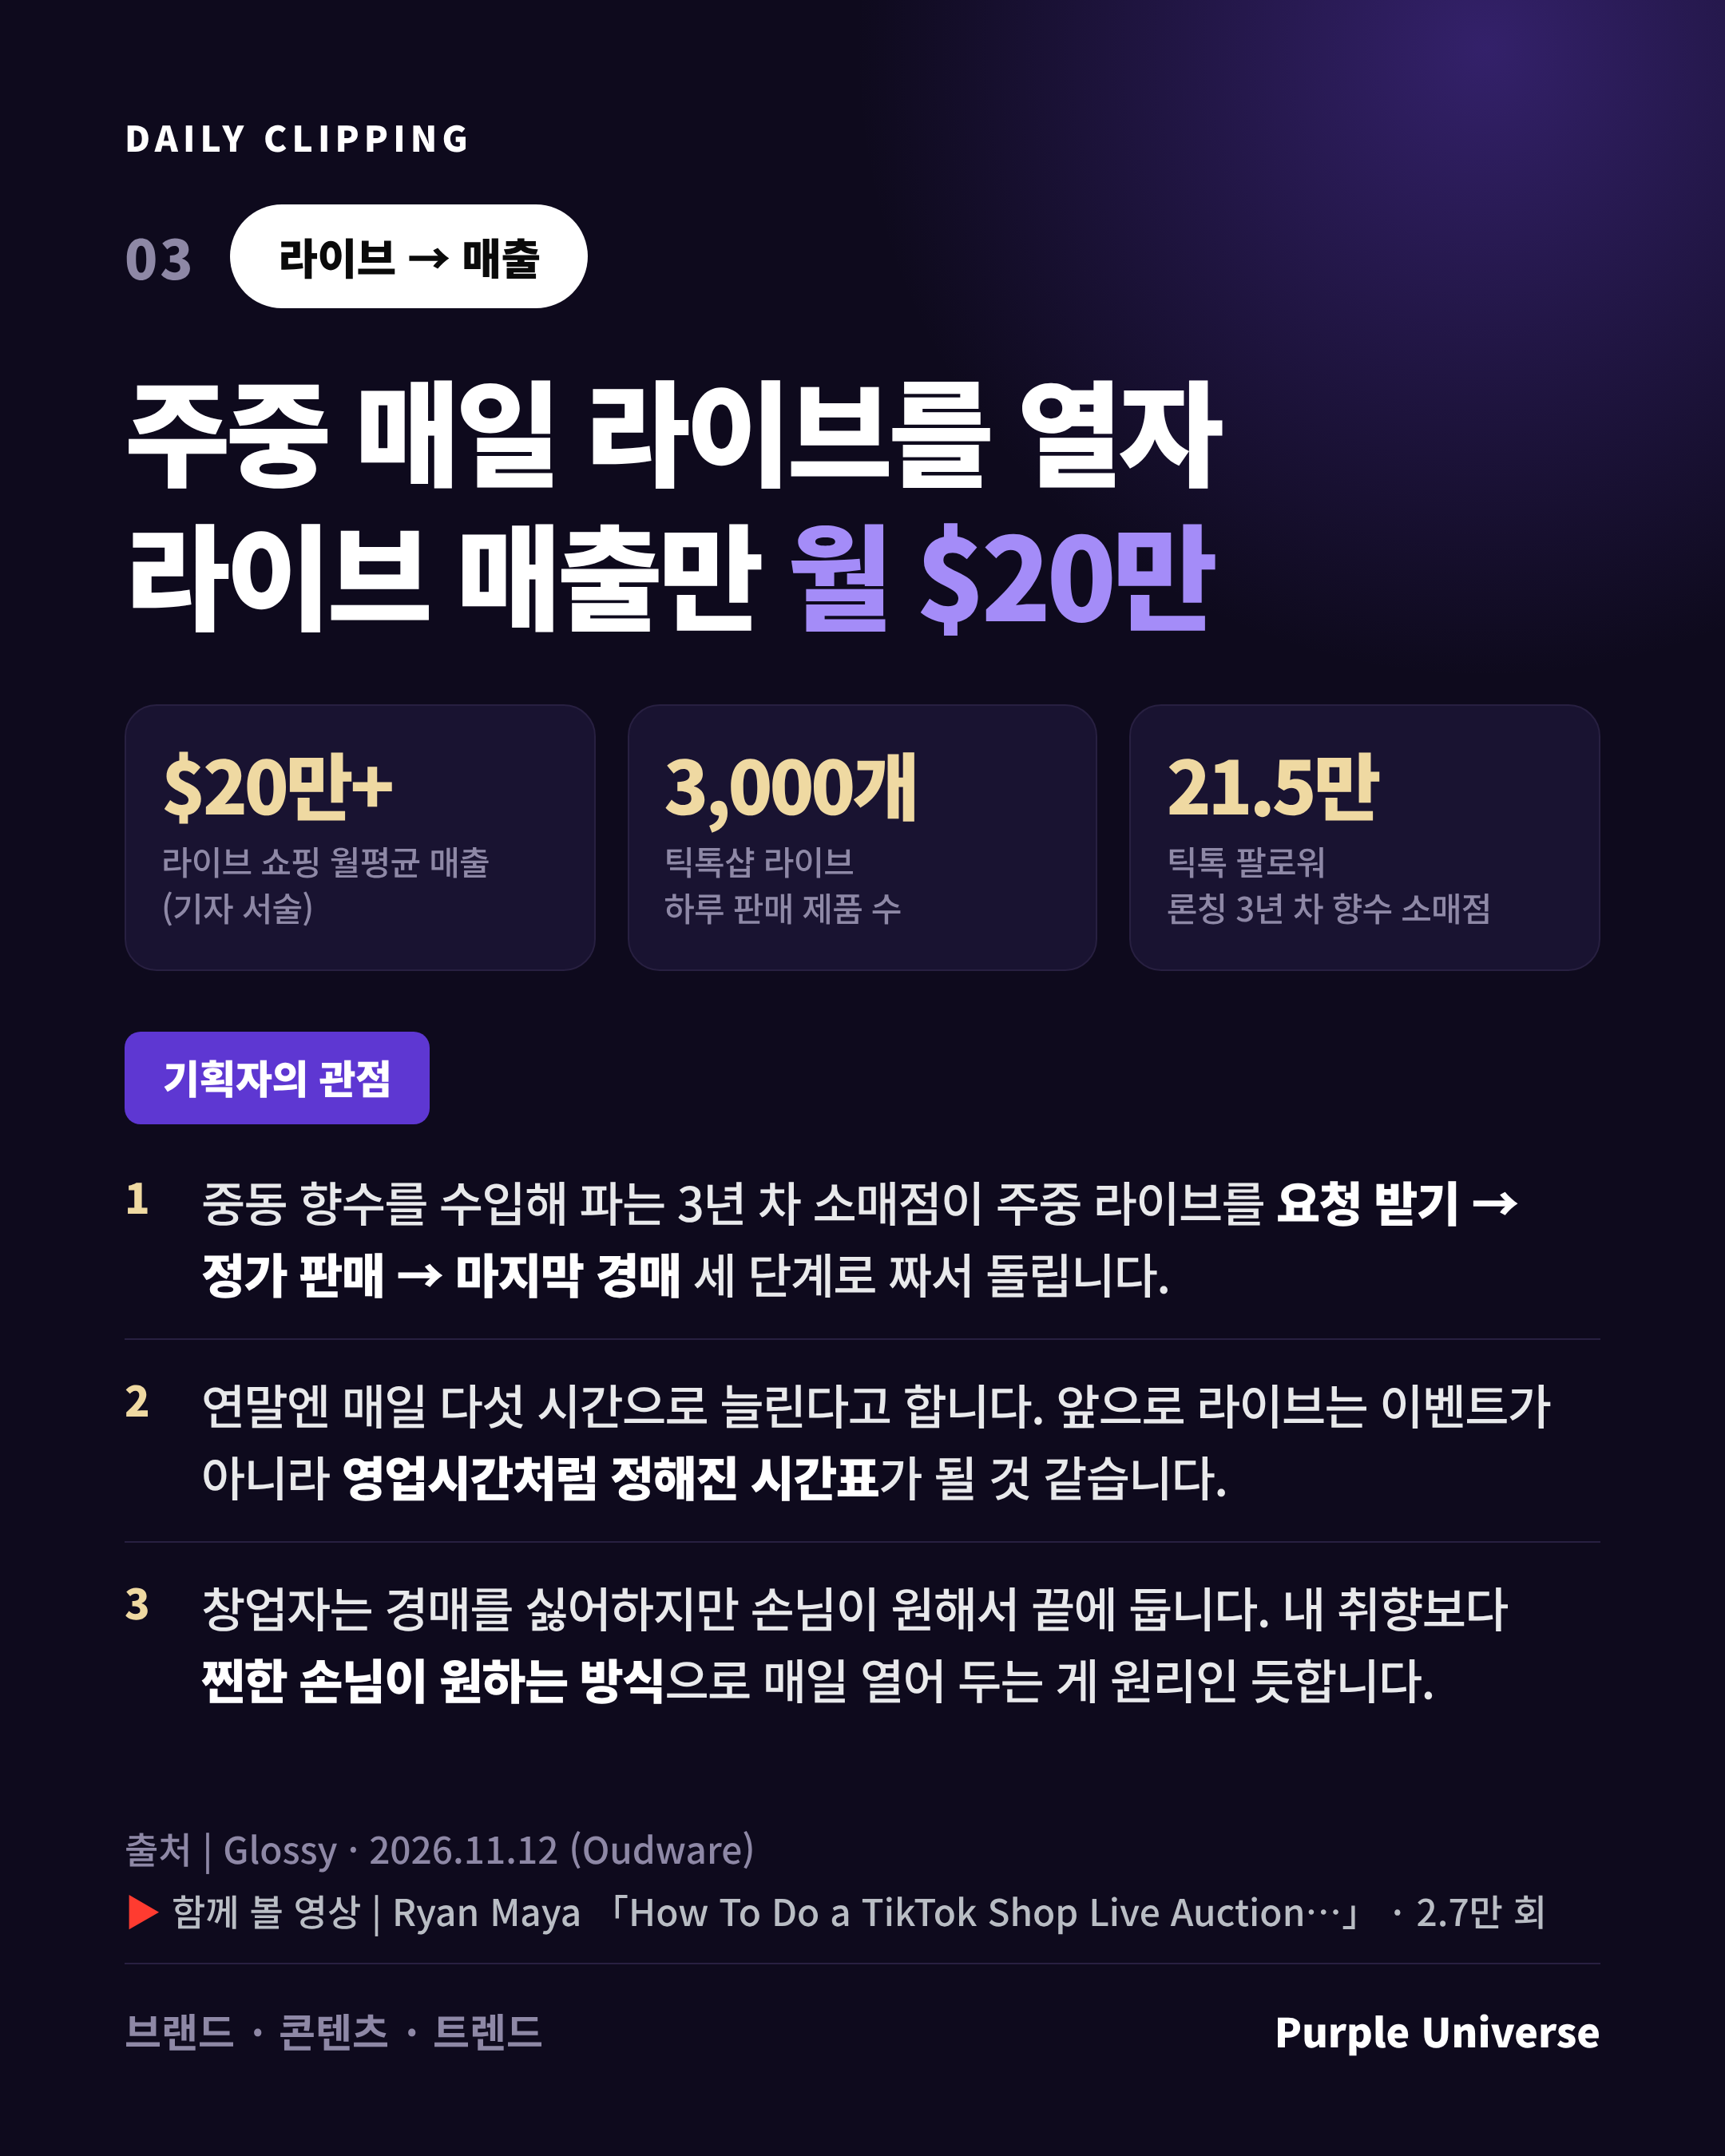 DAILY CLIPPING
03 라이브 → 매출
주중 매일 라이브를 열자
라이브 매출만 월 $20만
$20만+
라이브 쇼핑 월평균 매출
(기자 서술)
3,000개
틱톡샵 라이브
하루 판매 제품 수
21.5만
틱톡 팔로워
론칭 3년 차 향수 소매점
기획자의 관점
1 중동 향수를 수입해 파는 3년 차 소매점이 주중 라이브를 요청 받기 →
정가 판매 → 마지막 경매 세 단계로 짜서 돌립니다.
2 연말엔 매일 다섯 시간으로 늘린다고 합니다. 앞으로 라이브는 이벤트가
아니라 영업시간처럼 정해진 시간표가 될 것 같습니다.
3 창업자는 경매를 싫어하지만 손님이 원해서 끝에 둡니다. 내 취향보다
찐한 손님이 원하는 방식으로 매일 열어 두는 게 원리인 듯합니다.
출처 | Glossy · 2026.11.12 (Oudware)
▶ 함께 볼 영상 | Ryan Maya 「How To Do a TikTok Shop Live Auction…」 · 2.7만 회
브랜드 · 콘텐츠 · 트렌드
Purple Universe